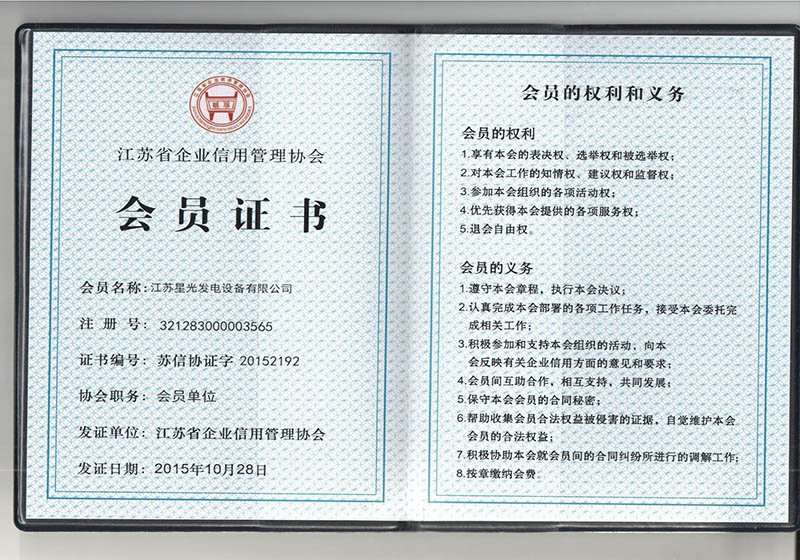 江苏省企业信用管理协会
会员证书
会员名称：江苏星光发电设备有限公司
注册号：321283000003565
证书编号：苏信协证字 20152192
协会职务：会员单位
发证单位：江苏省企业信用管理协会
发证日期：2015年10月28日
会员的权利和义务
会员的权利
1.享有本会的表决权、选举权和被选举权；
2.对本会工作的知情权、建议权和监督权；
3.参加本会组织的各项活动权；
4.优先获得本会提供的各项服务权；
5.退会自由权。
会员的义务
1.遵守本会章程，执行本会决议；
2.认真完成本会部署的各项工作任务，接受本会委托完
成相关工作；
3.积极参加和支持本会组织的活动，向本
会反映有关企业信用方面的意见和要求；
4.会员间互助合作，相互支持，共同发展；
5.保守本会会员的合同秘密；
6.帮助收集会员合法权益被侵害的证据，自觉维护本会
会员的合法权益；
7.积极协助本会就会员间的合同纠纷所进行的调解工作；
8.按章缴纳会费。